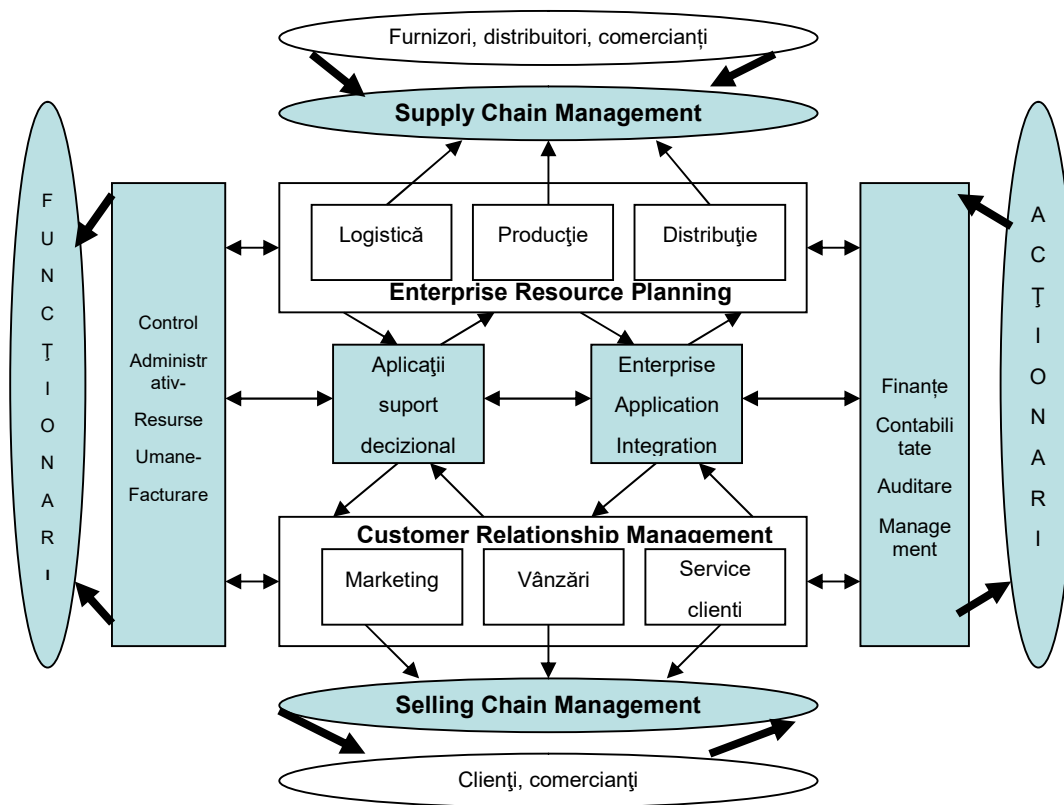 Furnizori, distribuitori, comercianți
Supply Chain Management
F
U
N
C
Ţ
I
O
N
A
R
I
Control
Administr
ativ-
Resurse
Umane-
Facturare
Logistică
Producţie
Distribuţie
Enterprise Resource Planning
Aplicaţii
suport
decizional
Enterprise
Application
Integration
Customer Relationship Management
Marketing
Vânzări
Service
clienti
Finanțe
Contabili
tate
Auditare
Manage
ment
A
C
Ţ
I
O
N
A
R
I
Selling Chain Management
Clienţi, comercianţi